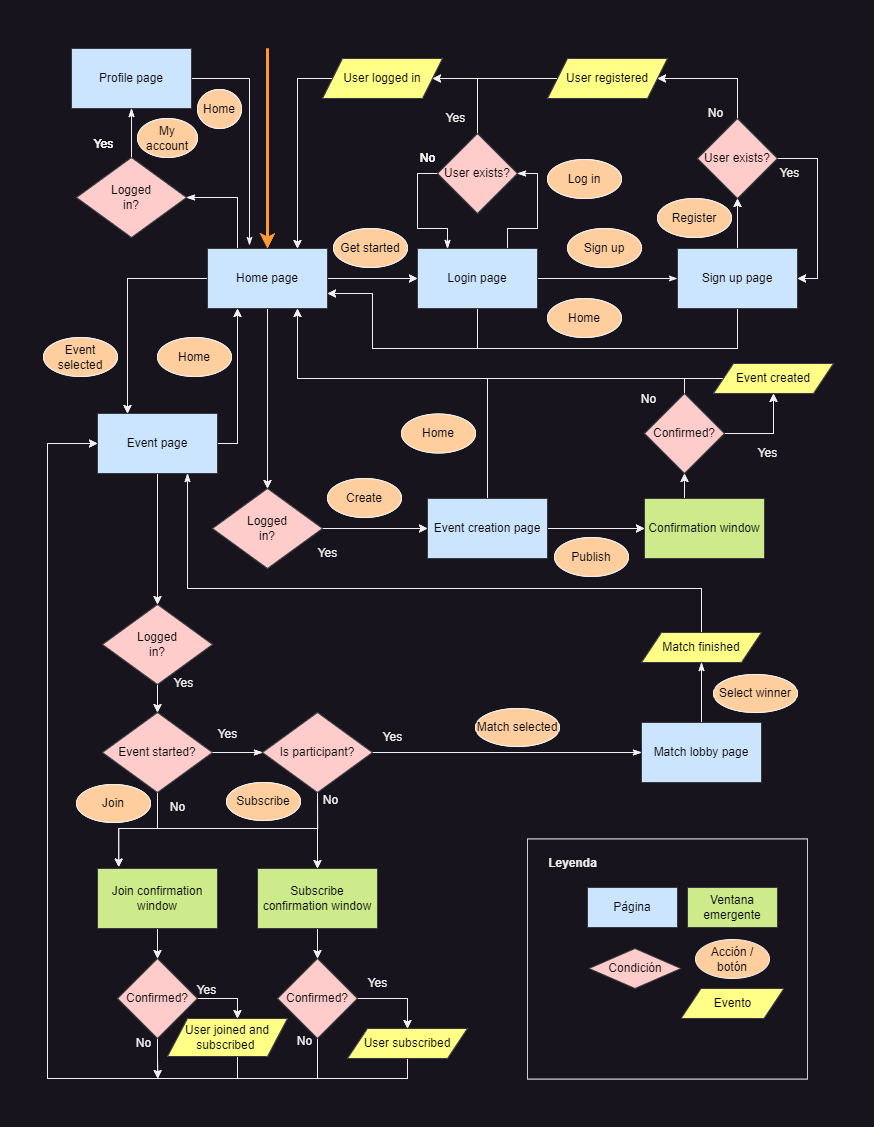 Profile page
Home
User logged in
User registered
My
account
Yes
Yes
No
User exists?
Log in
No
User exists?
Yes
Logged
in?
Register
Get started
Sign up
Home page
Login page
Sign up page
Home
Event
selected
Home
Event created
No
Event page
Home
Confirmed?
Yes
Logged
in?
Create
Yes
Event creation page
Publish
Confirmation window
Logged
in?
Yes
Match finished
Select winner
Event started?
Yes
Is participant?
Yes
Match selected
Match lobby page
Join
No
Subscribe
No
Join confirmation
window
Subscribe
confirmation window
Confirmed?
Yes
No
User joined and
subscribed
Confirmed?
Yes
No
User subscribed
Leyenda
Página
Ventana
emergente
Condición
Acción /
botón
Evento